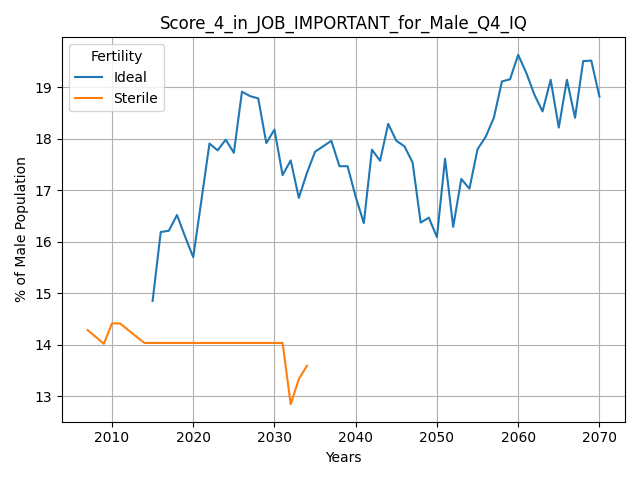 Score_4_in_JOB_IMPORTANT_for_Male_Q4_IQ
Fertility
Ideal
Sterile
% of Male Population
19
18
17
16
15
14
13
2010
2020
2030
2040
2050
2060
2070
Years